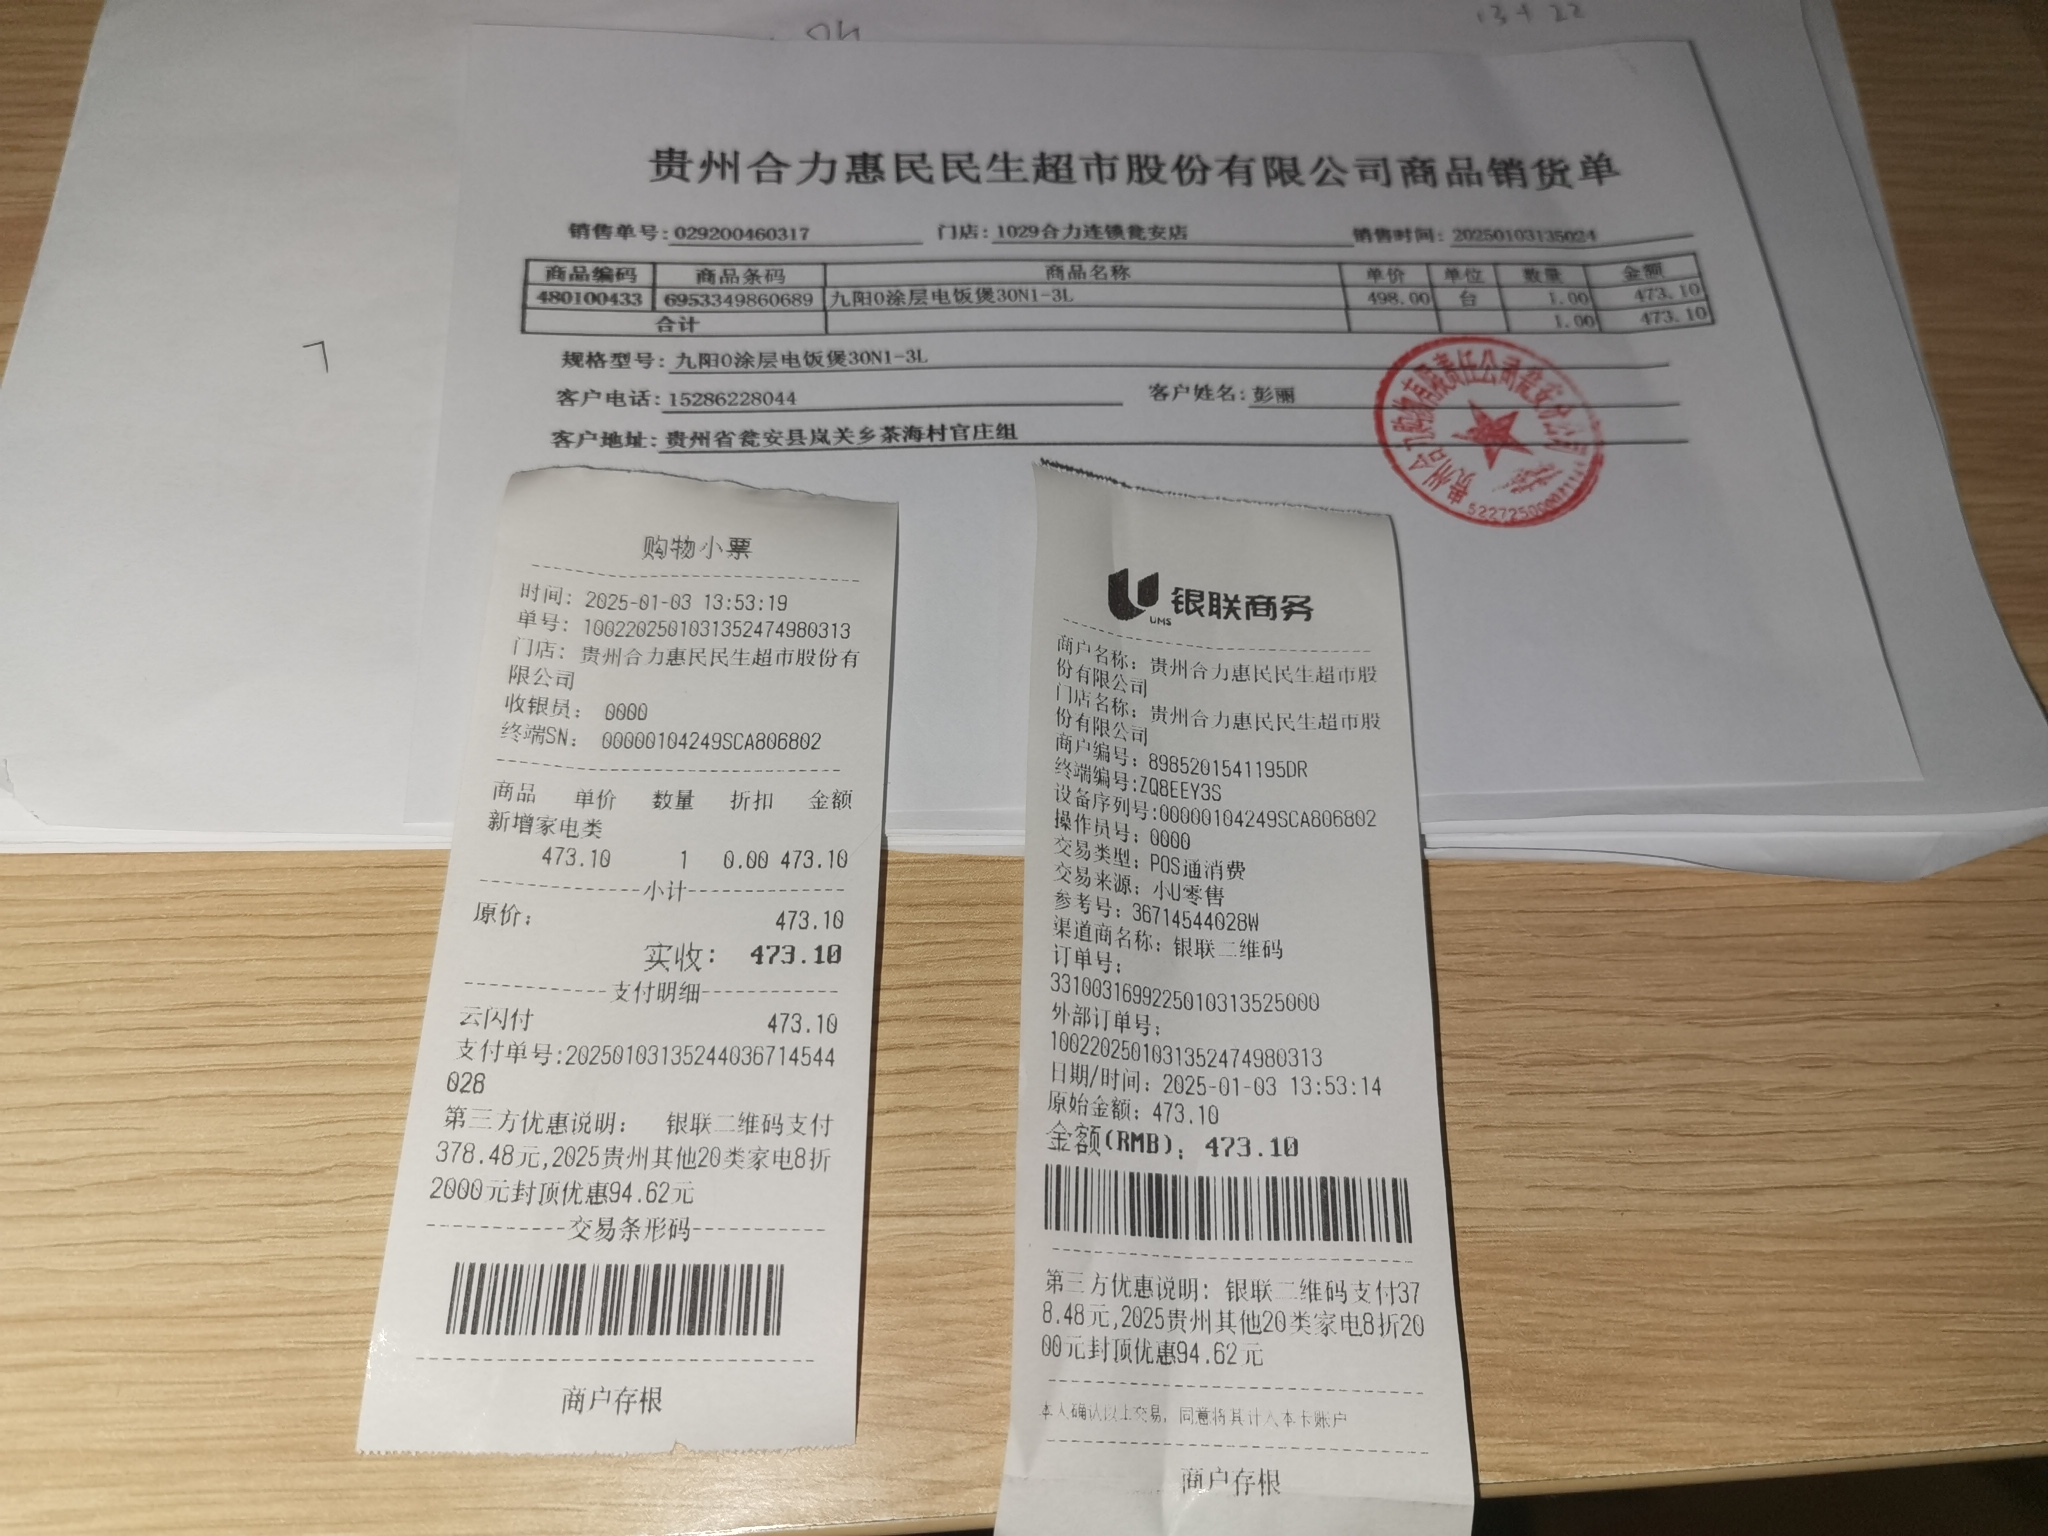 13+22
贵州合力惠民民生超市股份有限公司商品销货单
销售单号:029200460317 门店:1029合力连锁瓮安店 销售时间:20250103135024
商品编码 商品条码 商品名称 单价 单位 数量 金额
480100433 6953349860689 九阳0涂层电饭煲30N1-3L 498.00 台 1.00 473.10
合计 1.00 473.10
规格型号:九阳0涂层电饭煲30N1-3L
客户电话:15286228044 客户姓名:彭丽
客户地址:贵州省瓮安县岚关乡茶海村官庄组
购物小票
时间: 2025-01-03 13:53:19
单号: 1002202501031352474980313
门店: 贵州合力惠民民生超市股份有
限公司
收银员: 0000
终端SN: 00000104249SCA806802
商品 单价 数量 折扣 金额
新增家电类
473.10 1 0.00 473.10
小计
原价: 473.10
实收: 473.10
支付明细
云闪付 473.10
支付单号:20250103135244036714544
028
第三方优惠说明: 银联二维码支付
378.48元,2025贵州其他20类家电8折
2000元封顶优惠94.62元
交易条形码
商户存根
银联商务
UMS
商户名称: 贵州合力惠民民生超市股
份有限公司
门店名称: 贵州合力惠民民生超市股
份有限公司
商户编号: 8985201541195DR
终端编号:ZQ8EEY3S
设备序列号:00000104249SCA806802
操作员号: 0000
交易类型: POS通消费
交易来源: 小U零售
参考号: 36714544028W
渠道商名称: 银联二维码
订单号:
3310031699225010313525000
外部订单号:
1002202501031352474980313
日期/时间: 2025-01-03 13:53:14
原始金额: 473.10
金额(RMB): 473.10
第三方优惠说明: 银联二维码支付37
8.48元,2025贵州其他20类家电8折20
00元封顶优惠94.62元
本人确认以上交易, 同意将其计入本卡账户
商户存根